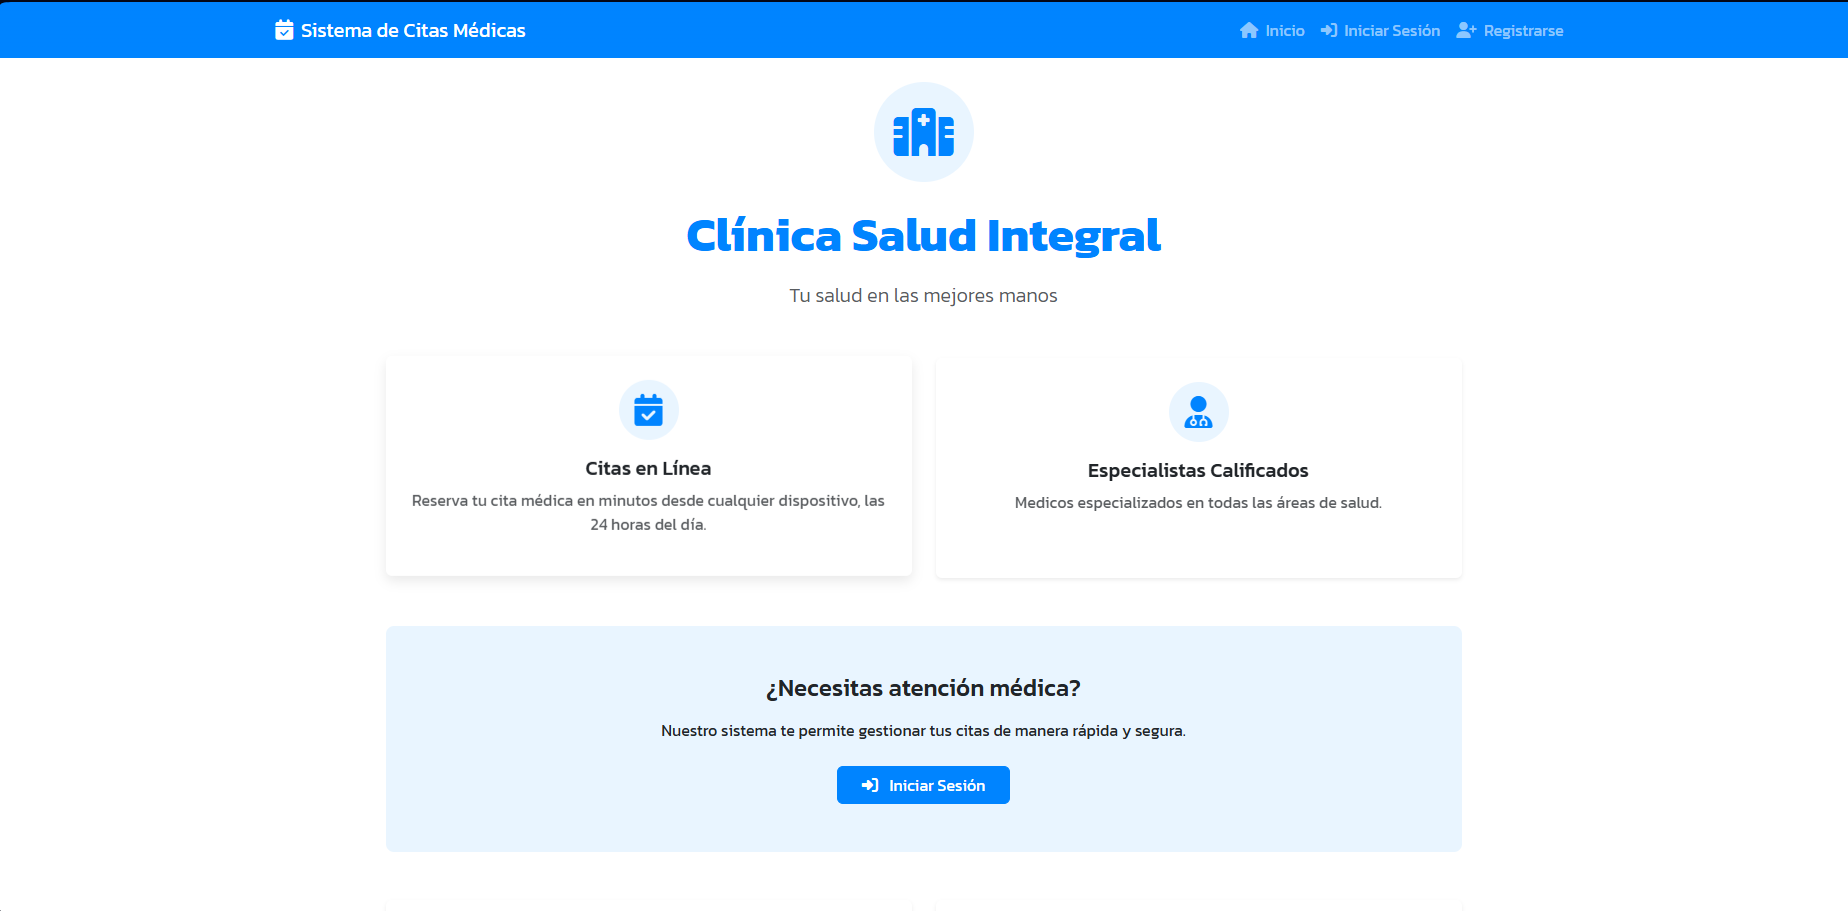 Sistema de Citas Médicas
Inicio
Iniciar Sesión
Registrarse
Clínica Salud Integral
Tu salud en las mejores manos
Citas en Línea
Reserva tu cita médica en minutos desde cualquier dispositivo, las
24 horas del día.
Especialistas Calificados
Medicos especializados en todas las áreas de salud.
¿Necesitas atención médica?
Nuestro sistema te permite gestionar tus citas de manera rápida y segura.
Iniciar Sesión